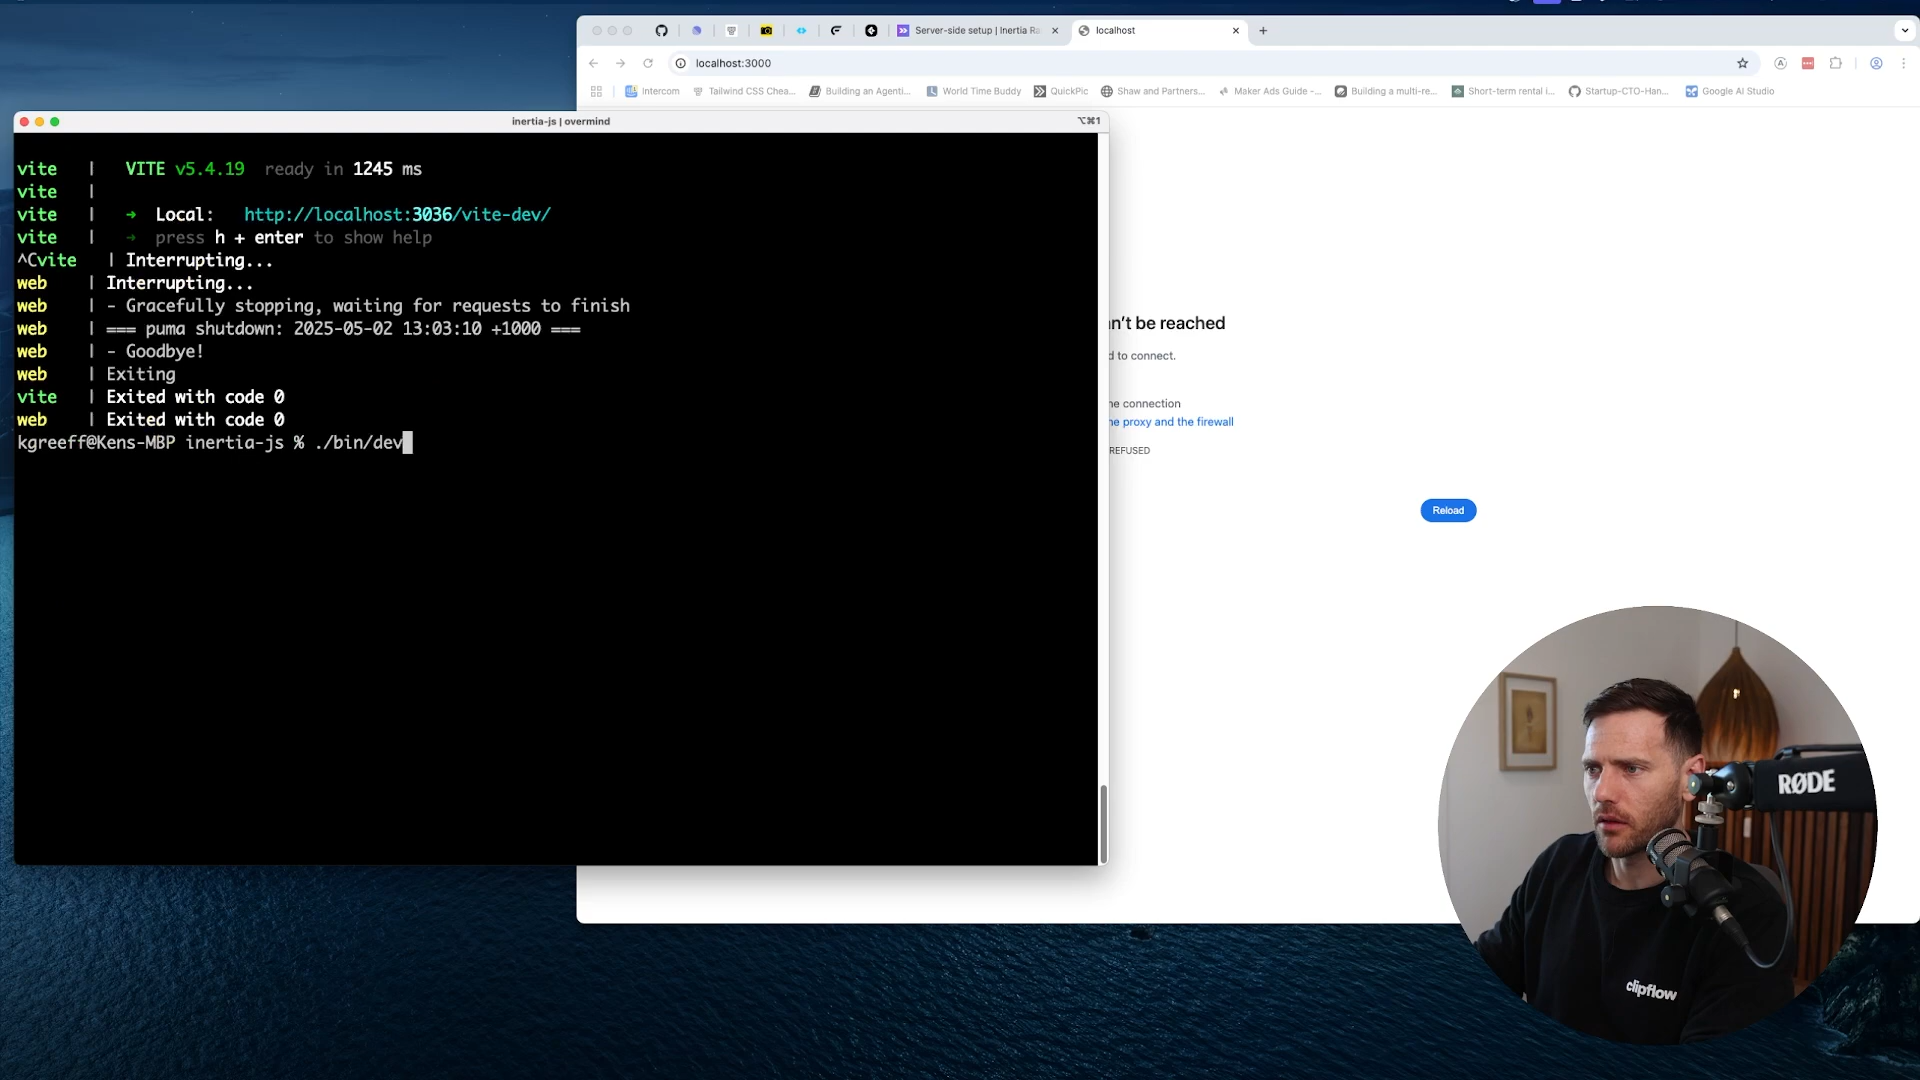 Server-side setup | Inertia Ra
localhost
localhost:3000
Intercom
Tailwind CSS Chea...
Building an Agenti...
World Time Buddy
QuickPic
Shaw and Partners...
Maker Ads Guide -...
Building a multi-re...
Short-term rental i...
Startup-CTO-Han...
Google AI Studio
inertia-js | overmind
⌥⌘1
vite | VITE v5.4.19 ready in 1245 ms
vite |
vite | ➜ Local: http://localhost:3036/vite-dev/
vite | ➜ press h + enter to show help
^Cvite | Interrupting...
web | Interrupting...
web | - Gracefully stopping, waiting for requests to finish
web | === puma shutdown: 2025-05-02 13:03:10 +1000 ===
web | - Goodbye!
web | Exiting
vite | Exited with code 0
web | Exited with code 0
kgreeff@Kens-MBP inertia-js % ./bin/dev
n't be reached
d to connect.
he connection
he proxy and the firewall
REFUSED
Reload
RØDE
clipflow